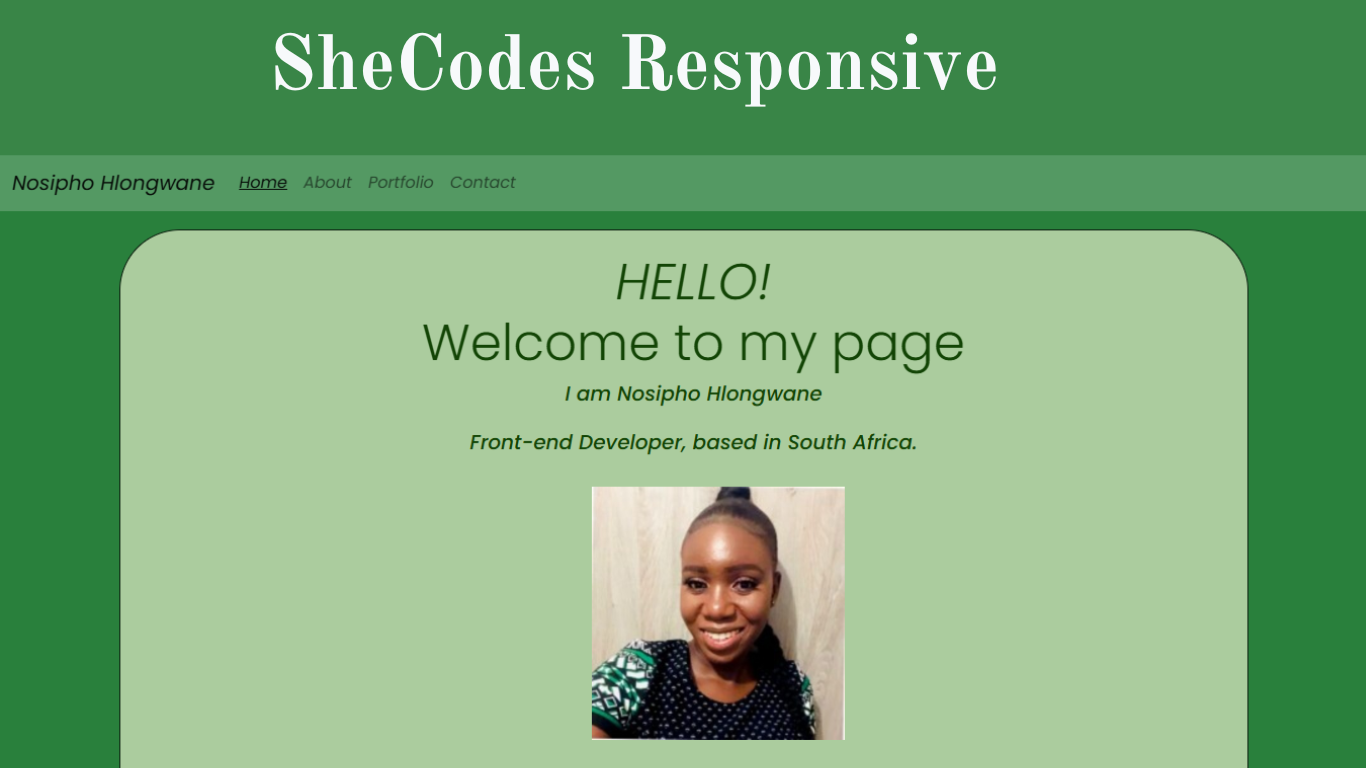 SheCodes Responsive
Nosipho Hlongwane Home About Portfolio Contact
HELLO!
Welcome to my page
I am Nosipho Hlongwane
Front-end Developer, based in South Africa.